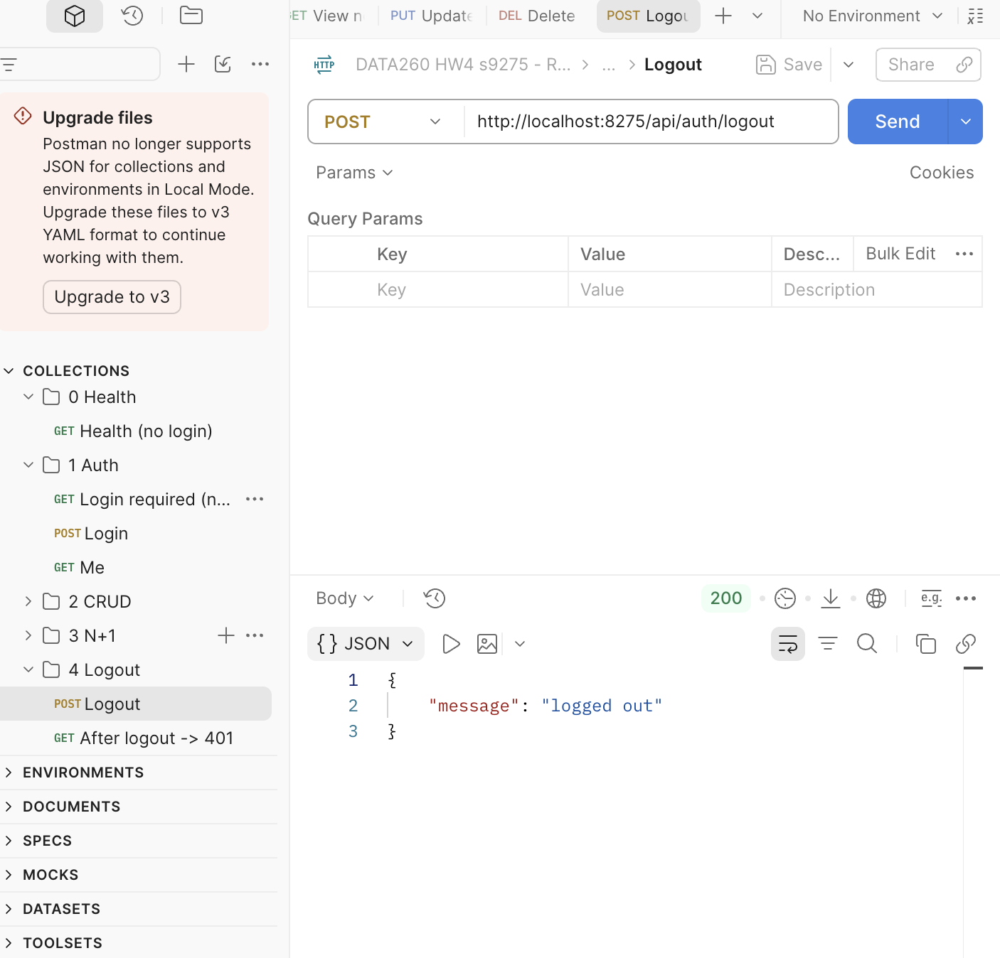 View n
PUT Update
DEL Delete
POST Logou
No Environment
HTTP
DATA260 HW4 s9275 - R... > ... > Logout
Save
Share
Upgrade files
Postman no longer supports
JSON for collections and
environments in Local Mode.
Upgrade these files to v3
YAML format to continue
working with them.
Upgrade to v3
POST
http://localhost:8275/api/auth/logout
Send
Params
Cookies
Query Params
Key
Value
Desc...
Bulk Edit
Key
Value
Description
COLLECTIONS
0 Health
GET Health (no login)
1 Auth
GET Login required (n...
POST Login
GET Me
2 CRUD
3 N+1
4 Logout
POST Logout
GET After logout -> 401
ENVIRONMENTS
DOCUMENTS
SPECS
MOCKS
DATASETS
TOOLSETS
Body
200
e.g.
{ } JSON
1 {
2 "message": "logged out"
3 }